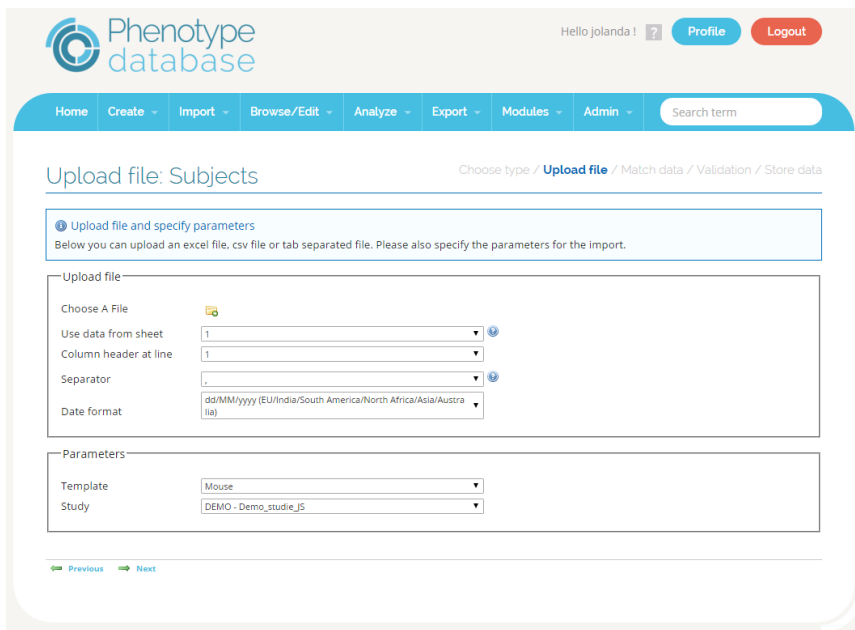 Phenotype
database
Hello jolanda ! ? Profile Logout
Home Create Import Browse/Edit Analyze Export Modules Admin Search term
Upload file: Subjects
Choose type / Upload file / Match data / Validation / Store data
Upload file and specify parameters
Below you can upload an excel file, csv file or tab separated file. Please also specify the parameters for the import.
Upload file
Choose A File
Use data from sheet 1
Column header at line 1
Separator ,
Date format dd/MM/yyyy (EU/India/South America/North Africa/Asia/Austra
lia)
Parameters
Template Mouse
Study DEMO - Demo_studie_JS
Previous Next